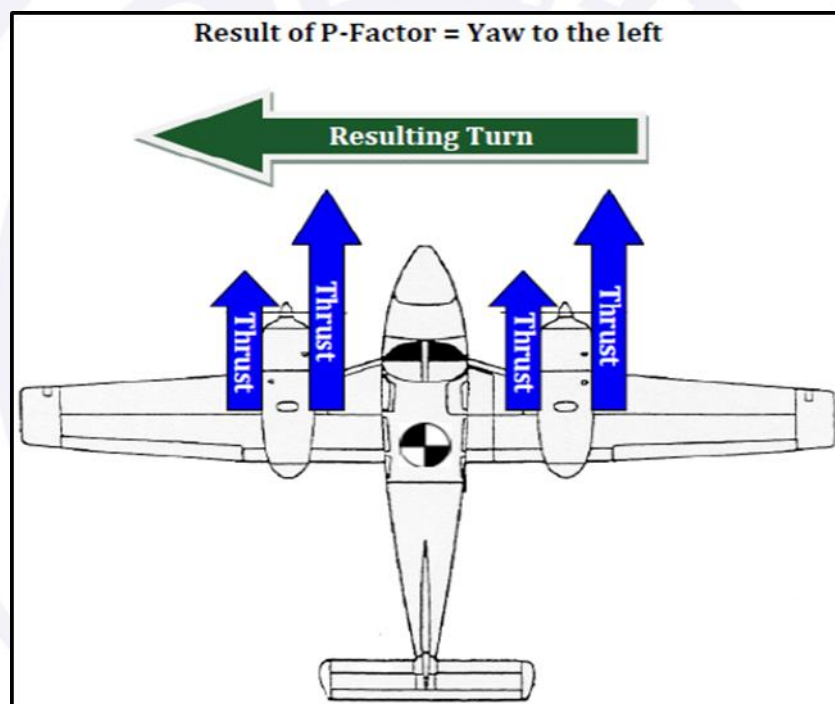 Result of P-Factor = Yaw to the left
Resulting Turn
Thrust
Thrust
Thrust
Thrust